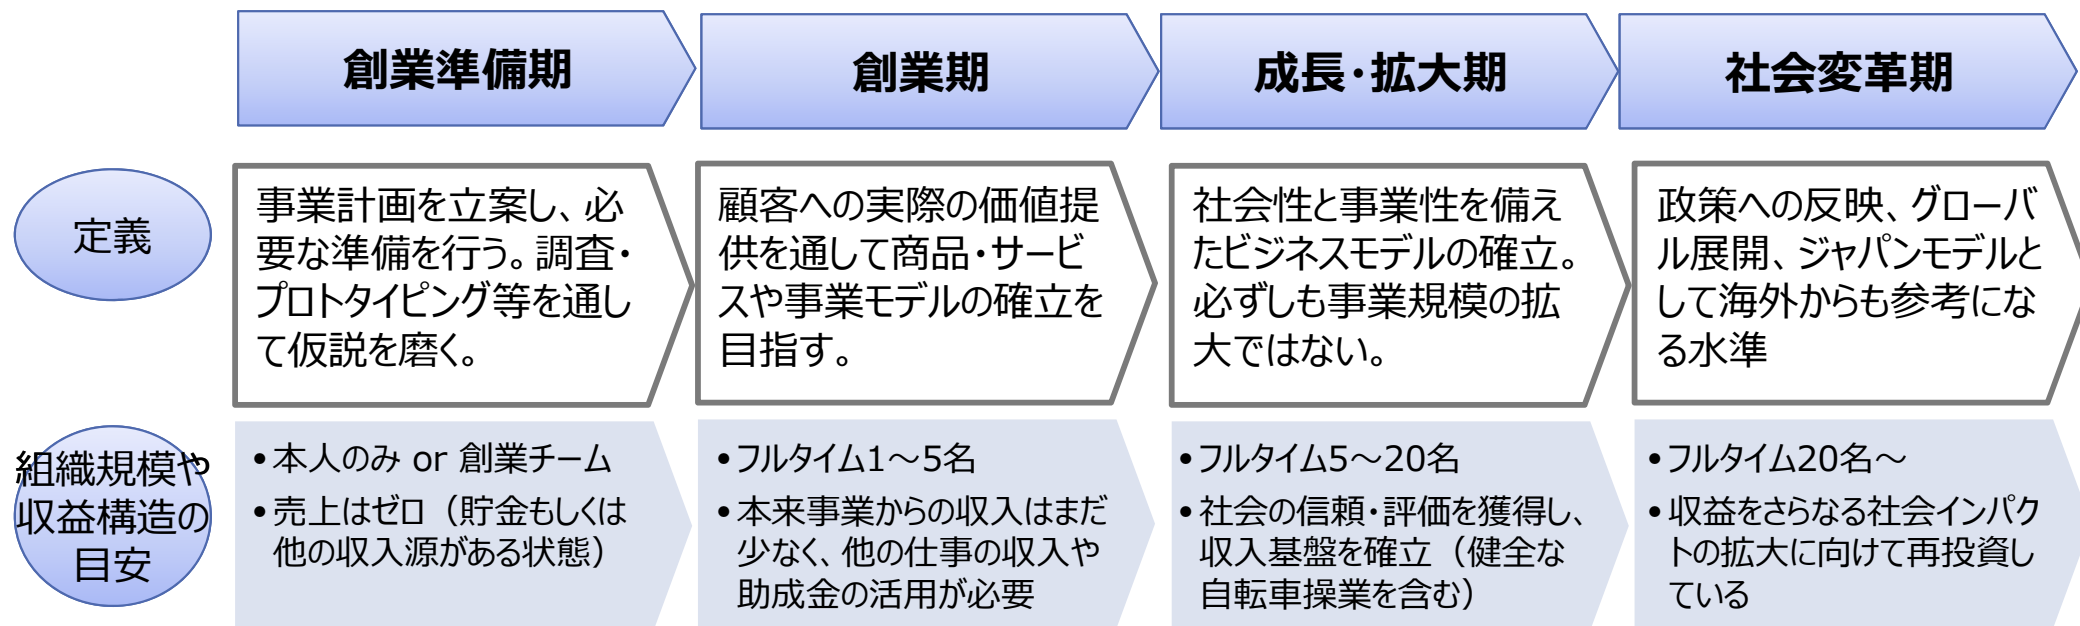 創業準備期
創業期
成長･拡大期
社会変革期
定義
事業計画を立案し、必
要な準備を行う。調査・
プロトタイピング等を通し
て仮説を磨く。
顧客への実際の価値提
供を通して商品・サービ
スや事業モデルの確立を
目指す。
社会性と事業性を備え
たビジネスモデルの確立。
必ずしも事業規模の拡
大ではない。
政策への反映、グローバ
ル展開、ジャパンモデルと
して海外からも参考にな
る水準
組織規模や
収益構造の
目安
•本人のみ or 創業チーム
•売上はゼロ（貯金もしくは
他の収入源がある状態）
•フルタイム1～5名
•本来事業からの収入はまだ
少なく、他の仕事の収入や
助成金の活用が必要
•フルタイム5～20名
•社会の信頼・評価を獲得し、
収入基盤を確立（健全な
自転車操業を含む）
•フルタイム20名～
•収益をさらなる社会インパク
トの拡大に向けて再投資し
ている